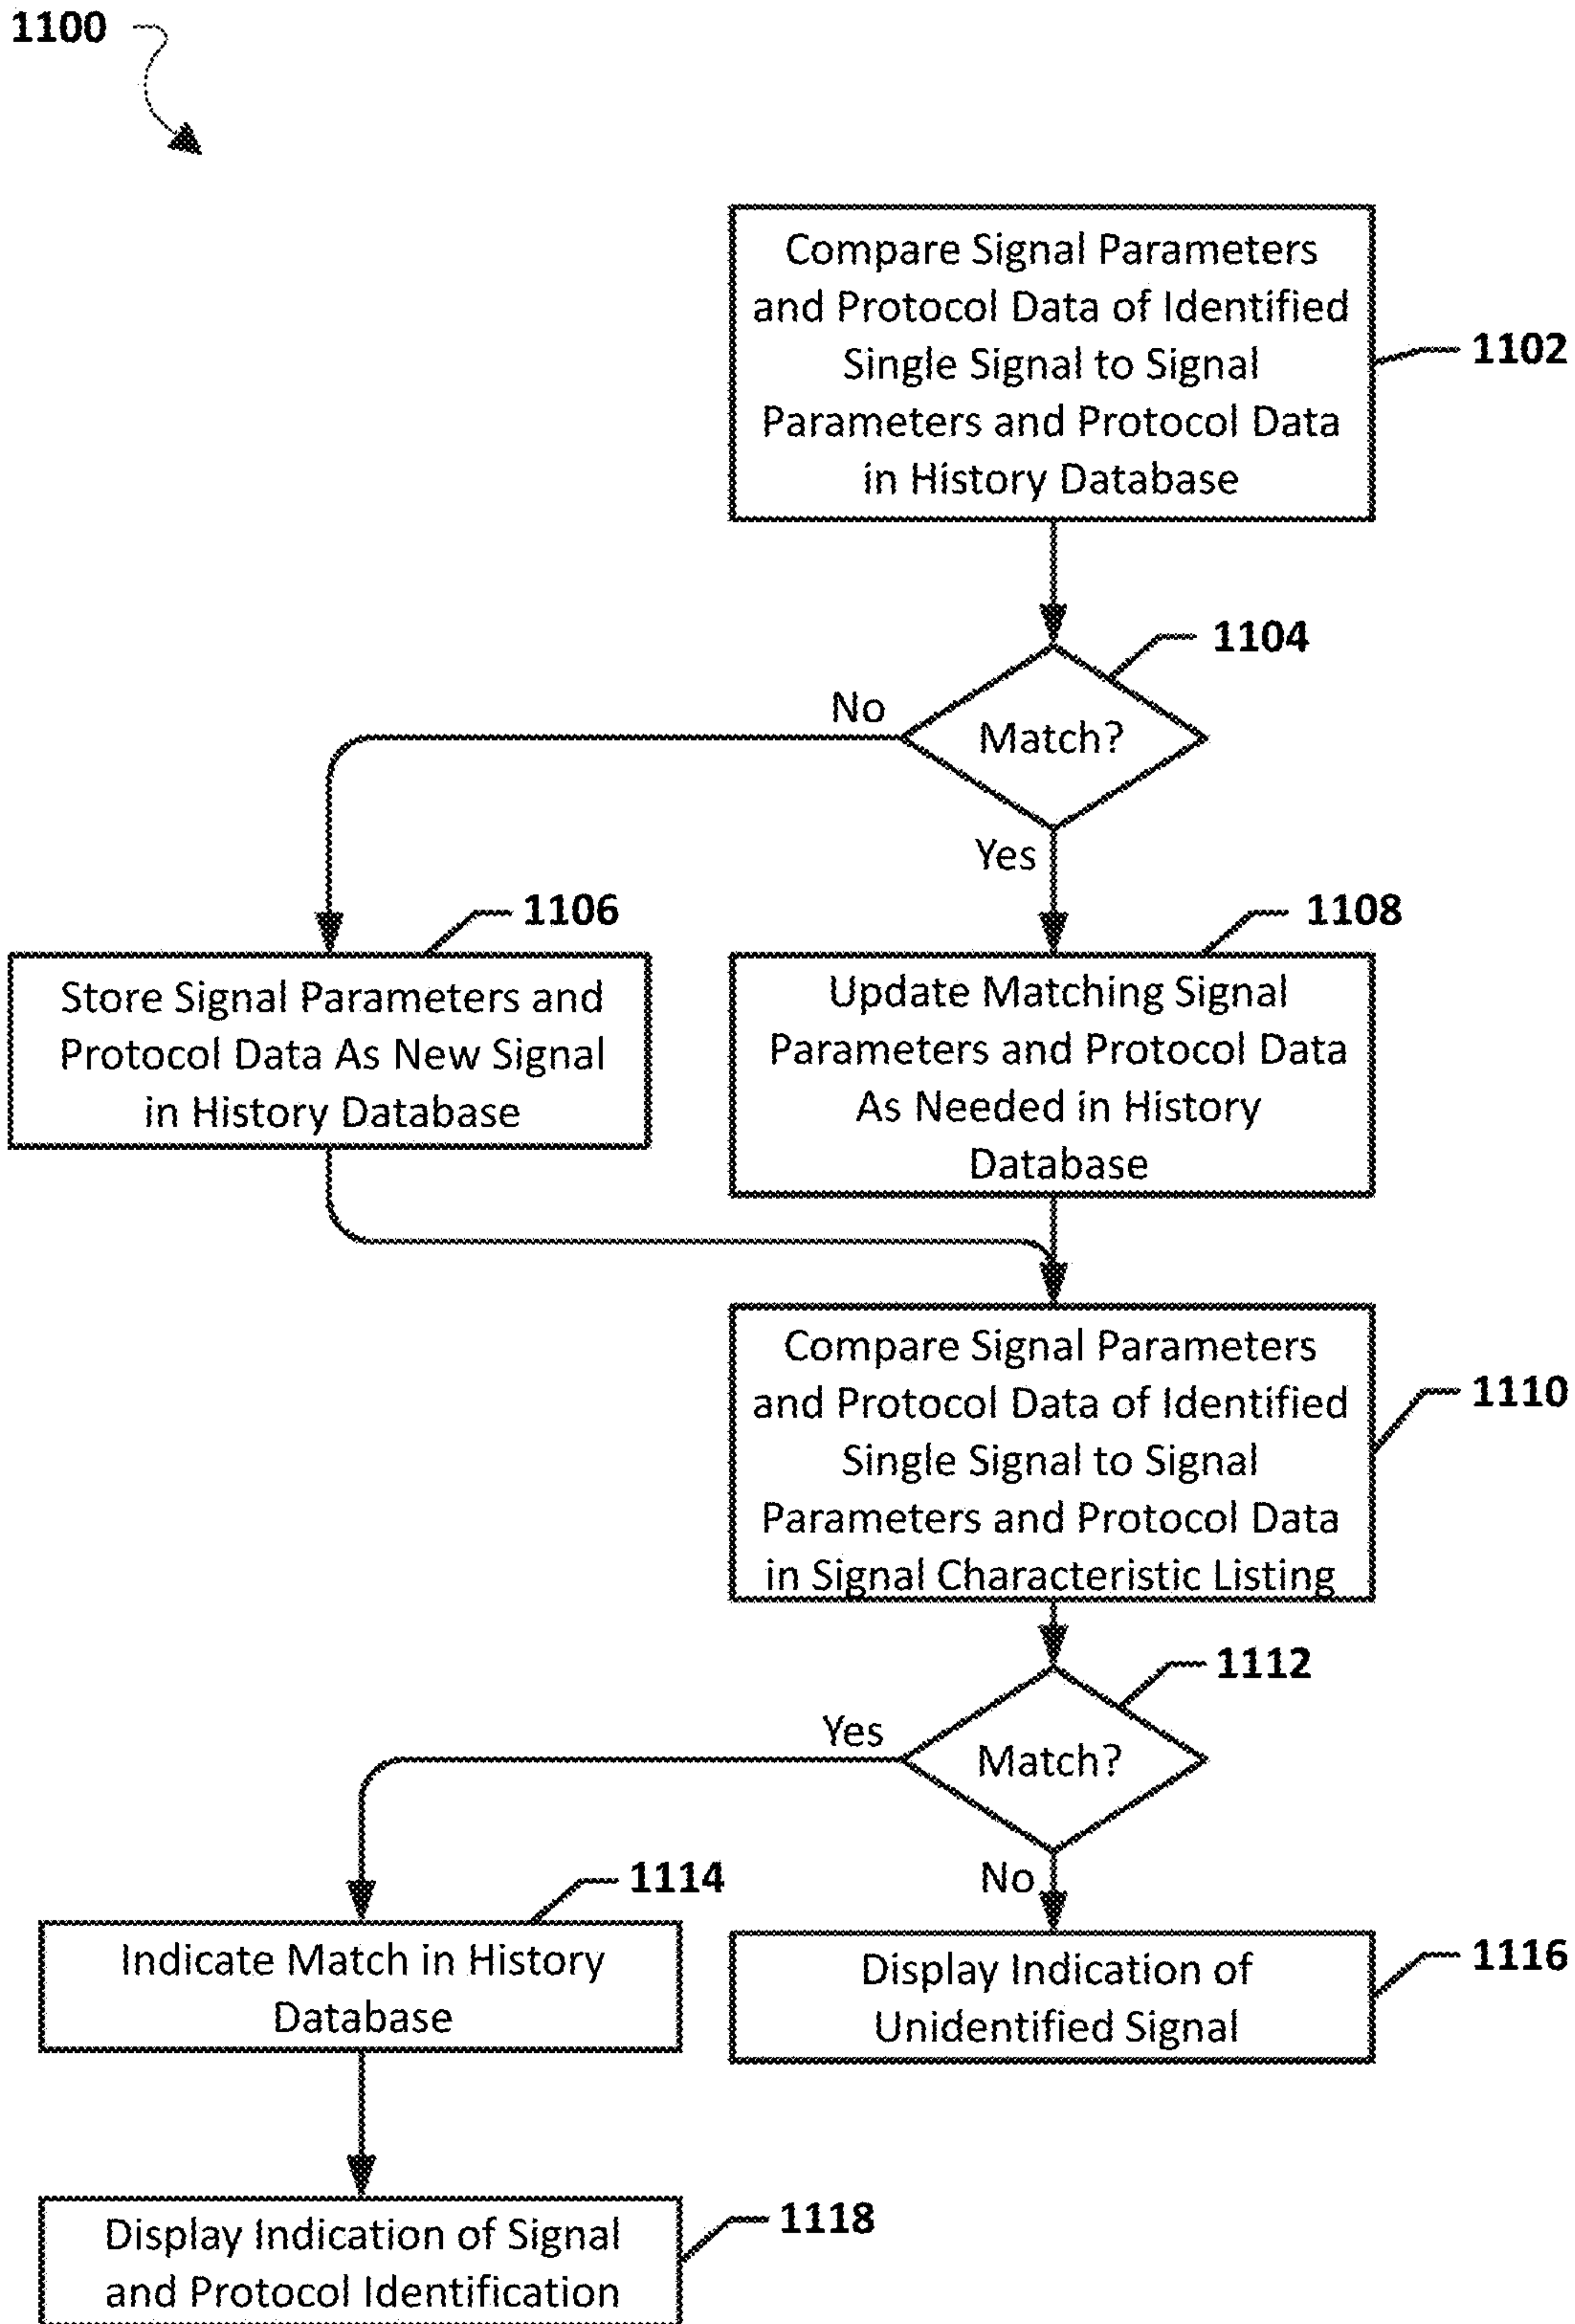 1100
Compare Signal Parameters
and Protocol Data of Identified
Single Signal to Signal
Parameters and Protocol Data
in History Database
1102
1104
Match?
No
Yes
1106
Store Signal Parameters and
Protocol Data As New Signal
in History Database
1108
Update Matching Signal
Parameters and Protocol Data
As Needed in History
Database
Compare Signal Parameters
and Protocol Data of Identified
Single Signal to Signal
Parameters and Protocol Data
in Signal Characteristic Listing
1110
1112
Match?
Yes
No
1114
Indicate Match in History
Database
Display Indication of
Unidentified Signal
1116
Display Indication of Signal
and Protocol Identification
1118